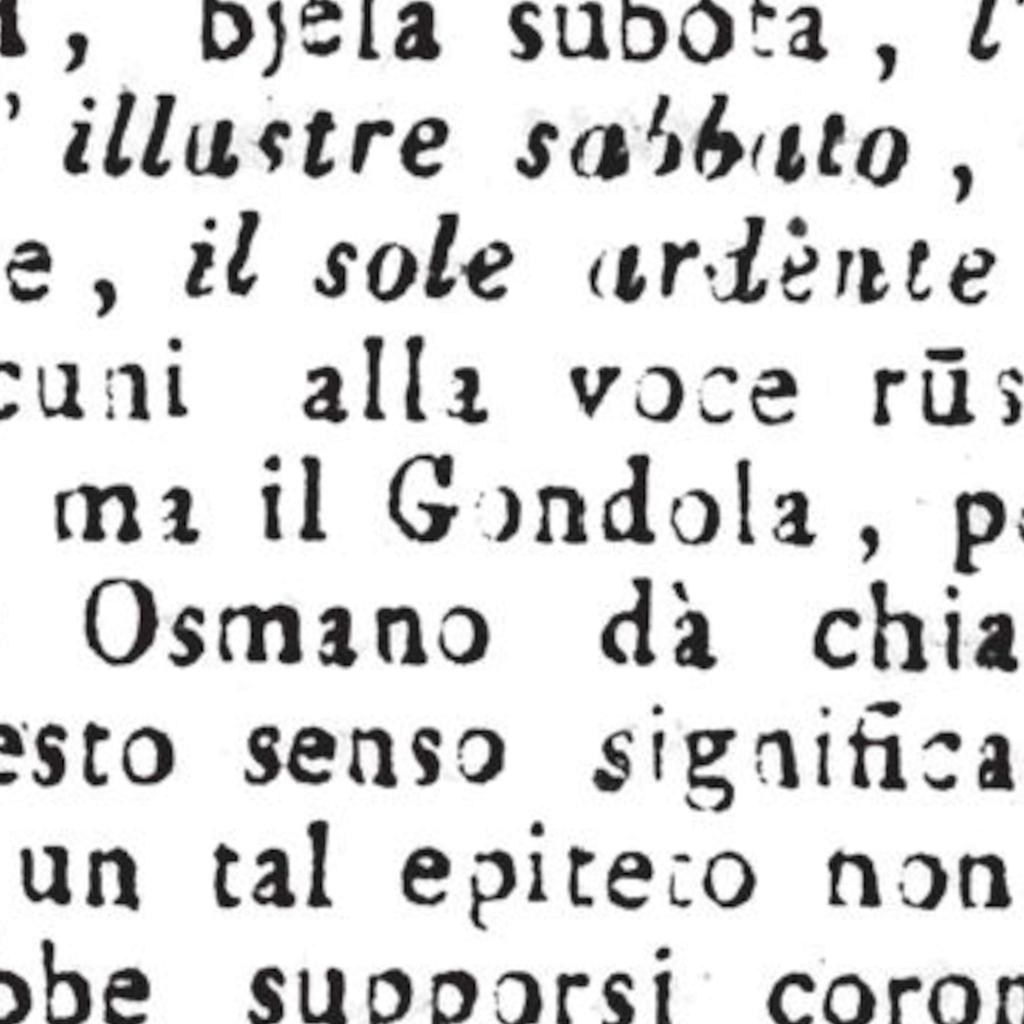 , bjela subota, l'
' illustre sabbato,
e, il sole ardènte
cuni alla voce rūs
ma il Gondola, p
Osmano dà chia
esto senso significa
un tal epiteto non
obe supporsi coron